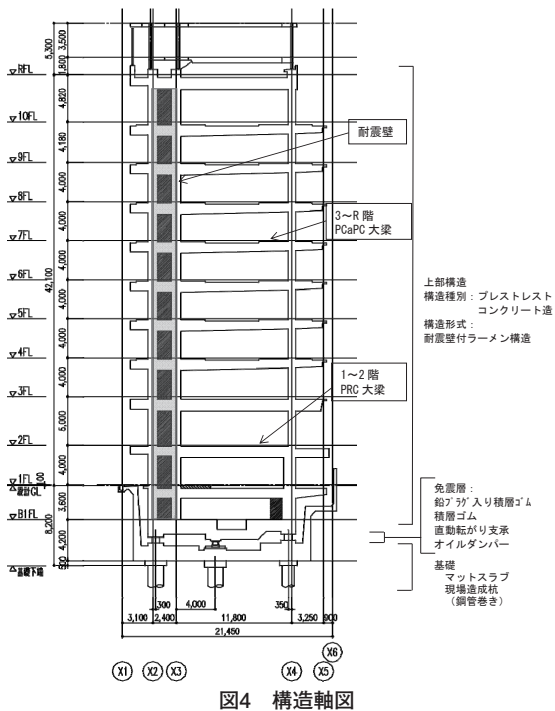 5,300
3,500
1,800
RFL
4,820
10FL
4,180
9FL
4,000
8FL
4,000
7FL
4,000
6FL
42,100
4,000
5FL
4,000
4FL
4,000
3FL
5,000
2FL
4,000
1FL
100
設計GL
3,600
B1FL
8,200
4,200
500
基礎下端
耐震壁
3~R 階
PCaPC 大梁
1~2 階
PRC 大梁
上部構造
構造種別：プレストレスト
コンクリート造
構造形式：
耐震壁付ラーメン構造
免震層：
鉛プラグ入り積層ゴム
積層ゴム
直動転がり支承
オイルダンパー
基礎
マットスラブ
現場造成杭
(鋼管巻き)
300
4,000
350
3,100
2,400
11,800
3,250
900
21,450
X1
X2
X3
X4
X5
X6
図4 構造軸図